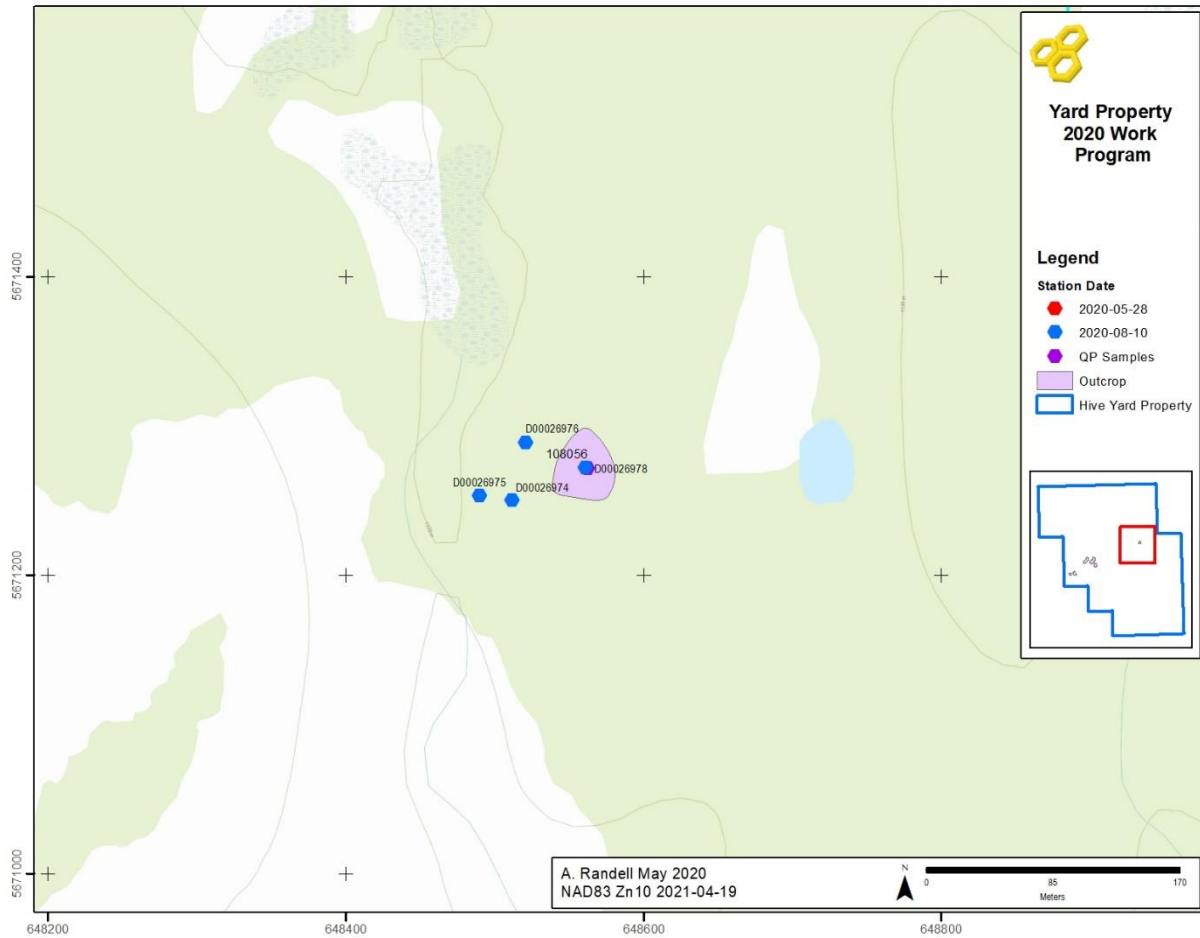 Yard Property
2020 Work
Program
Legend
Station Date
2020-05-28
2020-08-10
QP Samples
Outcrop
Hive Yard Property
5671400
5671200
5671000
D00026976
108056
D00026978
D00026975
D00026974
A. Randell May 2020
NAD83 Zn10 2021-04-19
N
0
85
170
Meters
648200
648400
648600
648800